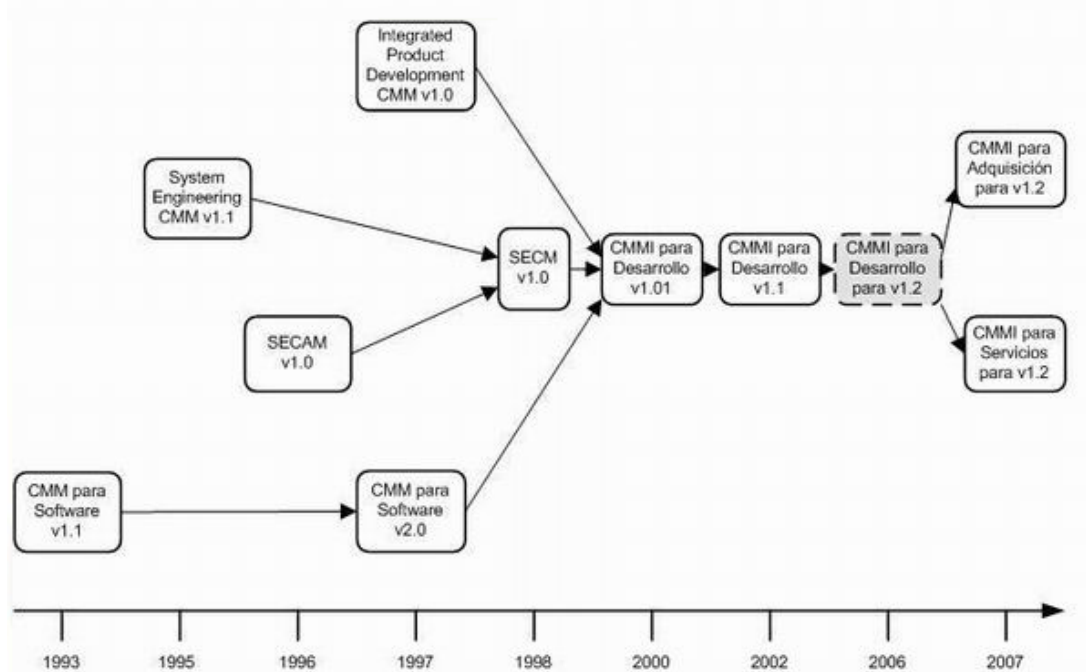 Integrated
Product
Development
CMM v1.0
CMMI para
Adquisición
para v1.2
System
Engineering
CMM v1.1
SECM
v1.0
CMMI para
Desarrollo
v1.01
CMMI para
Desarrollo
v1.1
CMMI para
Desarrollo
para v1.2
SECAM
v1.0
CMMI para
Servicios
para v1.2
CMM para
Software
v1.1
CMM para
Software
v2.0
1993 1995 1996 1997 1998 2000 2002 2006 2007